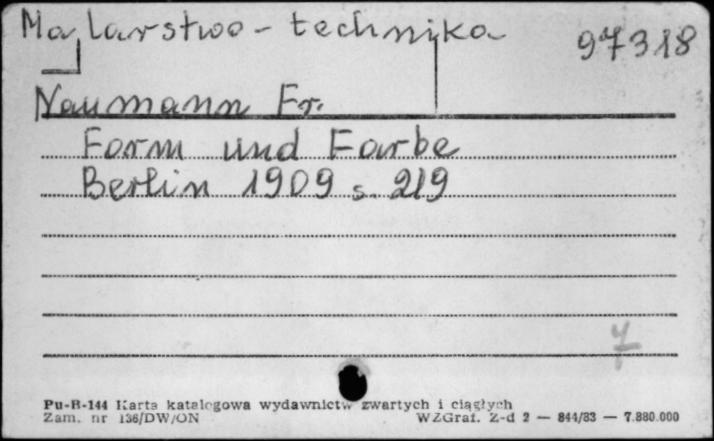 Malarstwo - technika
97318
Naumann Fr.
Form und Farbe
Berlin 1909 s. 219
7
Pu-B-144 Karta katalogowa wydawnictw zwartych i ciągłych
Zam. nr 136/DW/ON WZGraf. Z-d 2 — 844/83 — 7.880.000